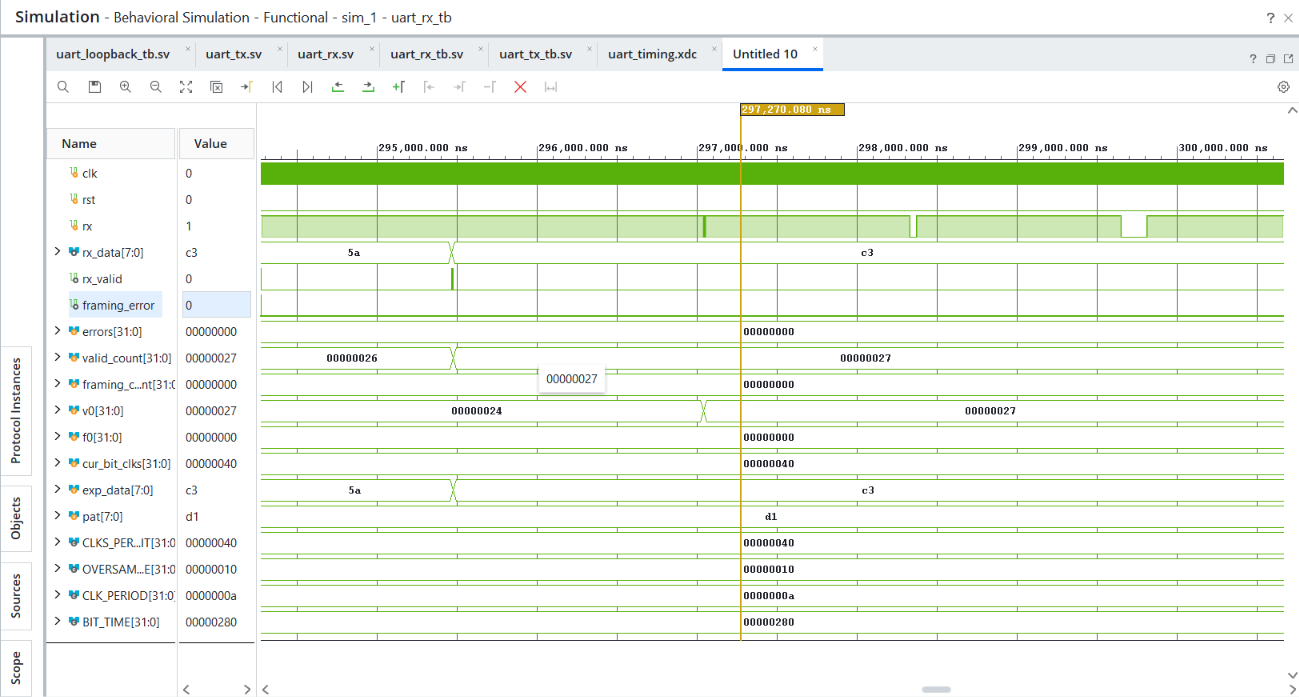 Simulation - Behavioral Simulation - Functional - sim_1 - uart_rx_tb ?
uart_loopback_tb.sv uart_tx.sv uart_rx.sv uart_rx_tb.sv uart_tx_tb.sv uart_timing.xdc Untitled 10 ?
297,270.080 ns
Name Value
295,000.000 ns 296,000.000 ns 297,000.000 ns 298,000.000 ns 299,000.000 ns 300,000.000 ns
clk 0
rst 0
rx 1
rx_data[7:0] c3 5a c3
rx_valid 0
framing_error 0
errors[31:0] 00000000 00000000
valid_count[31:0] 00000027 00000026 00000027
00000027
framing_c...nt[31:0 00000000 00000000
v0[31:0] 00000027 00000024 00000027
f0[31:0] 00000000 00000000
cur_bit_clks[31:0] 00000040 00000040
exp_data[7:0] c3 5a c3
pat[7:0] d1 d1
CLKS_PER...IT[31:0 00000040 00000040
OVERSAM...E[31:0 00000010 00000010
CLK_PERIOD[31:0] 0000000a 0000000a
BIT_TIME[31:0] 00000280 00000280
Protocol Instances
Objects
Sources
Scope